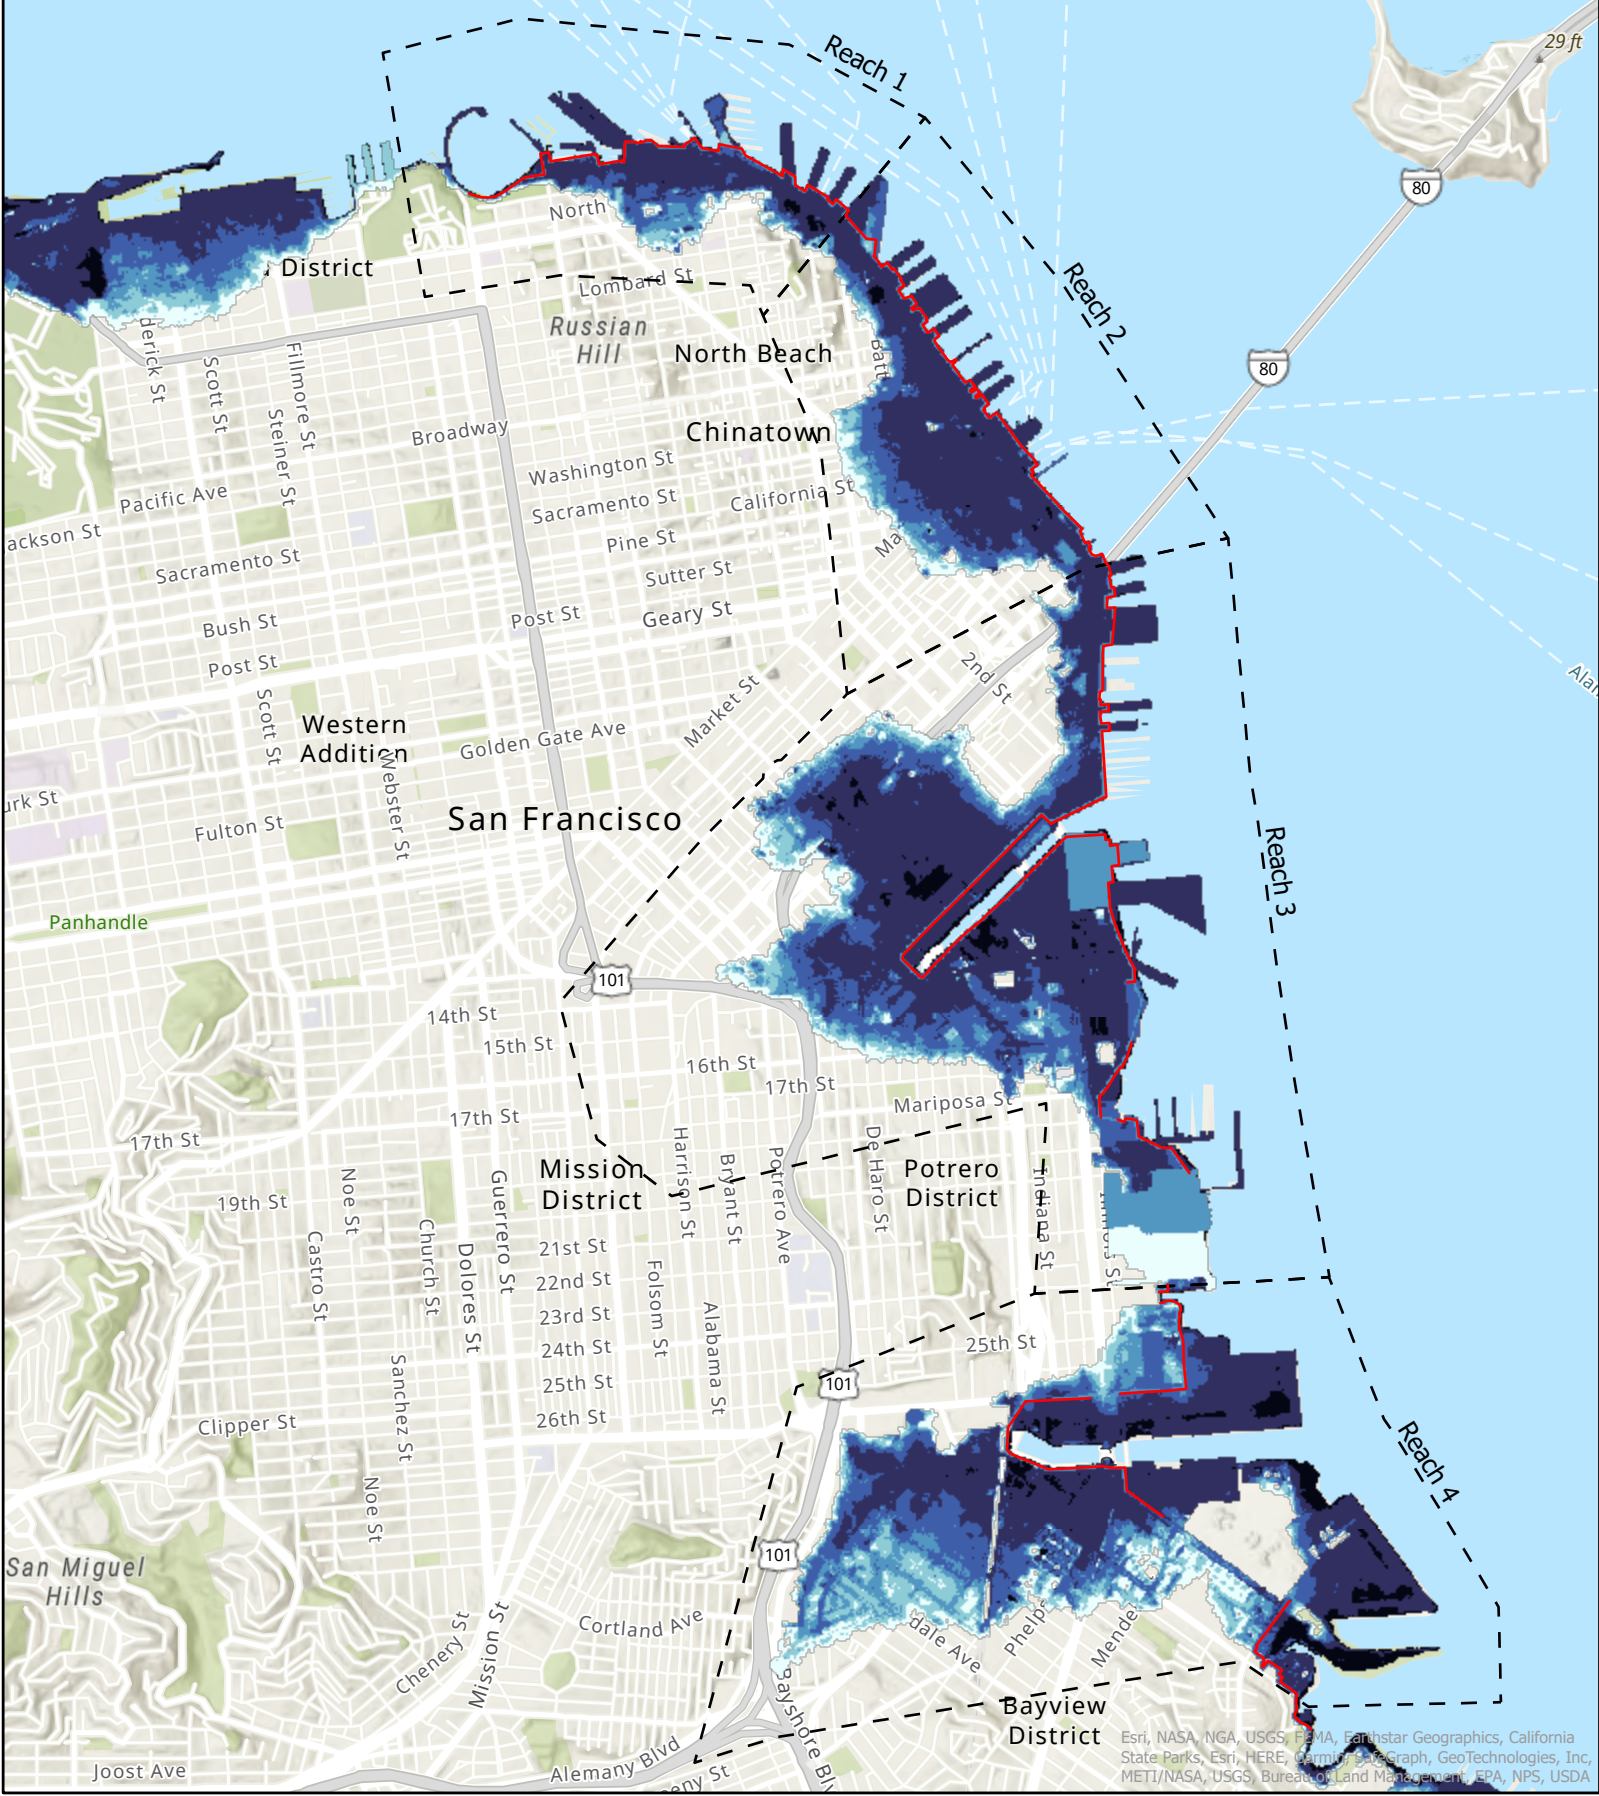 29 ft
Reach 1
80
North
District
Lombard St
Reach 2
Russian
Hill
North Beach
Batt
derick St
Scott St
Fillmore St
Steiner St
80
Broadway
Chinatown
Washington St
Pacific Ave
Sacramento St
California St
ackson St
Pine St
Ma
Sacramento St
Sutter St
Bush St
Post St
Geary St
Post St
2nd St
Alan
Scott St
Western
Addition
Market St
Golden Gate Ave
Webster St
urk St
San Francisco
Fulton St
Reach 3
Panhandle
101
14th St
15th St
16th St
17th St
17th St
Mariposa St
17th St
Mission
District
Potrero
District
Harrison St
Bryant St
Potrero Ave
De Haro St
Indiana St
Noe St
19th St
Guerrero St
Castro St
Church St
Dolores St
21st St
22nd St
Folsom St
23rd St
Alabama St
24th St
25th St
25th St
101
26th St
Sanchez St
Clipper St
Reach 4
Noe St
101
San Miguel
Hills
Cortland Ave
dale Ave
Phelps
Mendel
Chenery St
Mission St
Bayshore Blv
Bayview
District
Alemany Blvd
Joost Ave
eny St
Esri, NASA, NGA, USGS, FEMA, Earthstar Geographics, California
State Parks, Esri, HERE, Garmin, SafeGraph, GeoTechnologies, Inc,
METI/NASA, USGS, Bureau of Land Management, EPA, NPS, USDA